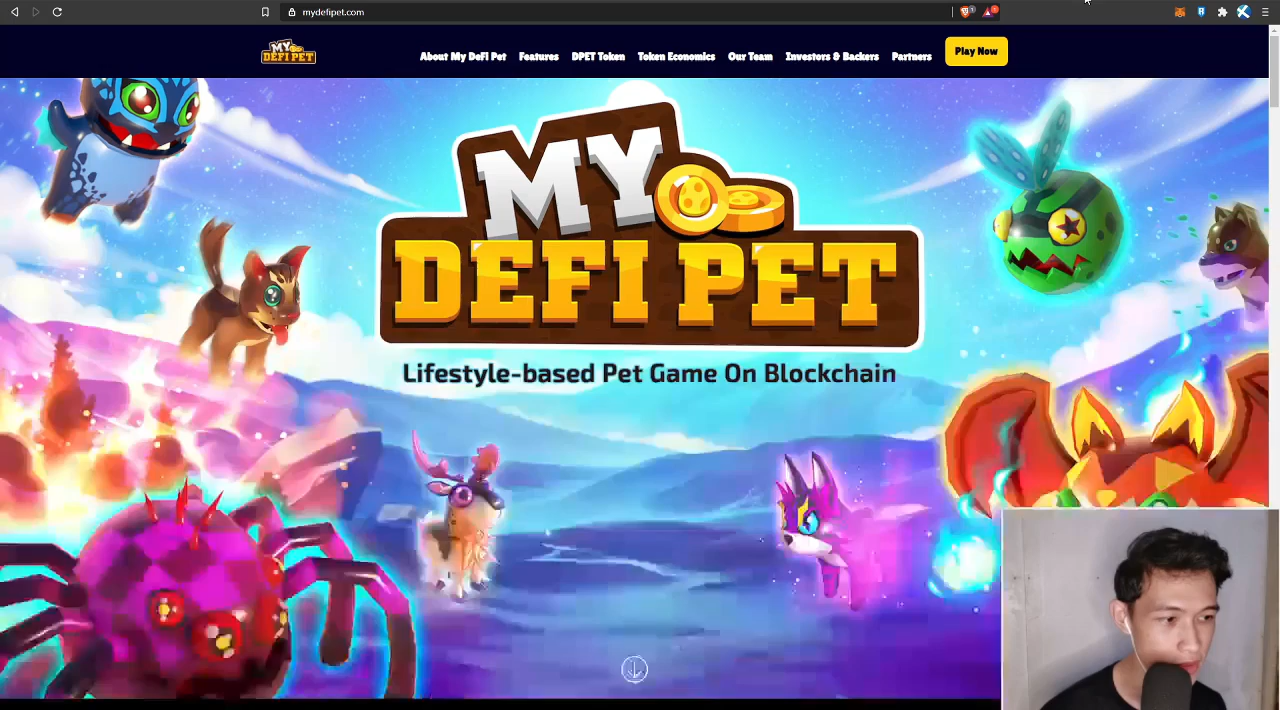 mydefipet.com
MY
DEFI PET
About My DeFi Pet Features DPET Token Token Economics Our Team Investors & Backers Partners Play Now
MY
DEFI PET
Lifestyle-based Pet Game On Blockchain